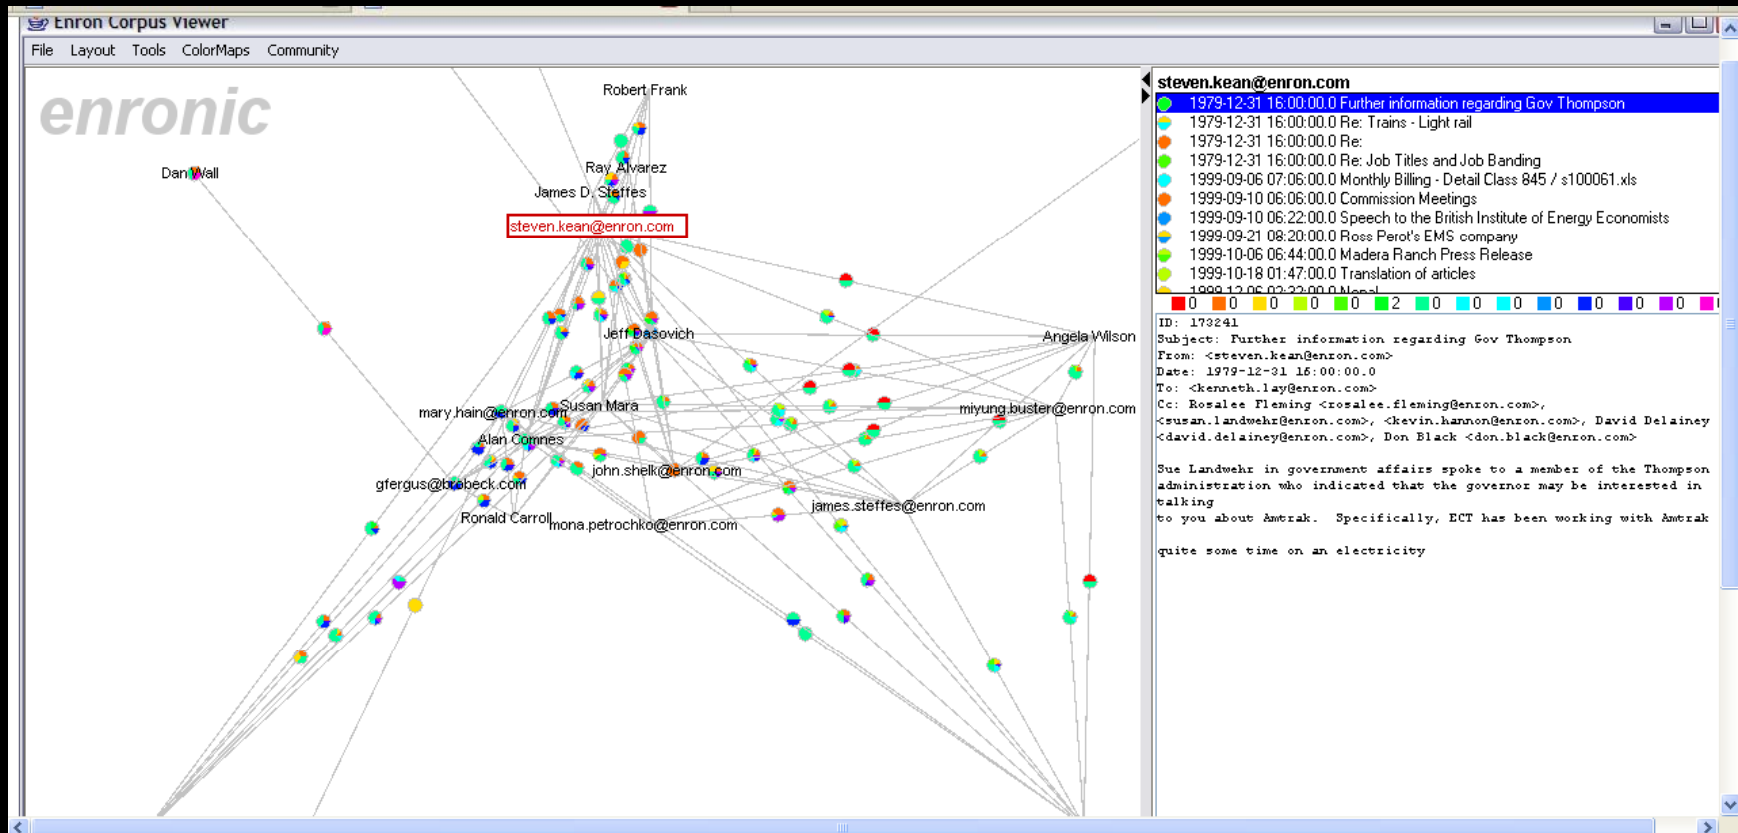 Enron Corpus Viewer
File Layout Tools ColorMaps Community
enronic
Robert Frank
Ray Alvarez
Dan Wall
James D. Steffes
steven.kean@enron.com
Jeff Dasovich
Angela Wilson
Susan Mara
mary.hain@enron.com
miyung.buster@enron.com
Alan Comnes
john.shelk@enron.com
gfergus@brobeck.com
james.steffes@enron.com
Ronald Carroll
mona.petrochko@enron.com
steven.kean@enron.com
1979-12-31 16:00:00.0 Further information regarding Gov Thompson
1979-12-31 16:00:00.0 Re: Trains - Light rail
1979-12-31 16:00:00.0 Re:
1979-12-31 16:00:00.0 Re: Job Titles and Job Banding
1999-09-06 07:06:00.0 Monthly Billing - Detail Class 845 / s100061.xls
1999-09-10 06:06:00.0 Commission Meetings
1999-09-10 06:22:00.0 Speech to the British Institute of Energy Economists
1999-09-21 08:20:00.0 Ross Perot's EMS company
1999-10-06 06:44:00.0 Madera Ranch Press Release
1999-10-18 01:47:00.0 Translation of articles
0 0 0 0 0 2 0 0 0 0 0 0 0
ID: 173241
Subject: Further information regarding Gov Thompson
From: <steven.kean@enron.com>
Date: 1979-12-31 16:00:00.0
To: <kenneth.lay@enron.com>
Cc: Rosalee Fleming <rosalee.fleming@enron.com>,
<susan.landwehr@enron.com>, <kevin.hannon@enron.com>, David Delainey
<david.delainey@enron.com>, Don Black <don.black@enron.com>
Sue Landwehr in government affairs spoke to a member of the Thompson
administration who indicated that the governor may be interested in
talking
to you about Amtrak. Specifically, ECT has been working with Amtrak
quite some time on an electricity